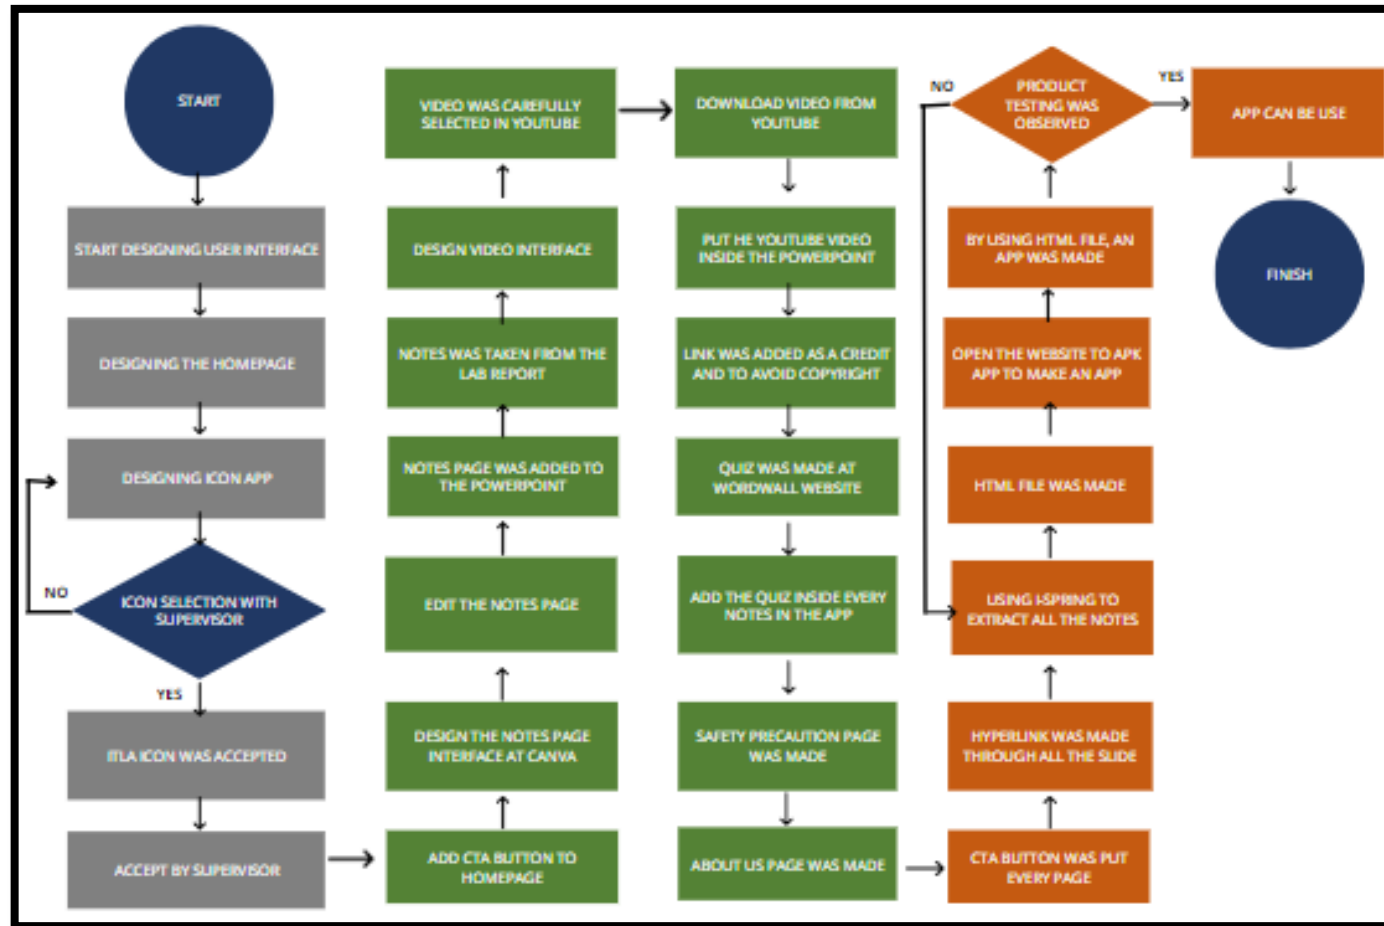 START
START DESIGNING USER INTERFACE
DESIGNING THE HOMEPAGE
DESIGNING ICON APP
NO
ICON SELECTION WITH
SUPERVISOR
YES
ITLA ICON WAS ACCEPTED
ACCEPT BY SUPERVISOR
ADD CTA BUTTON TO
HOMEPAGE
DESIGN THE NOTES PAGE
INTERFACE AT CANVA
EDIT THE NOTES PAGE
NOTES PAGE WAS ADDED TO
THE POWERPOINT
NOTES WAS TAKEN FROM THE
LAB REPORT
DESIGN VIDEO INTERFACE
VIDEO WAS CAREFULLY
SELECTED IN YOUTUBE
DOWNLOAD VIDEO FROM
YOUTUBE
PUT HE YOUTUBE VIDEO
INSIDE THE POWERPOINT
LINK WAS ADDED AS A CREDIT
AND TO AVOID COPYRIGHT
QUIZ WAS MADE AT
WORDWALL WEBSITE
ADD THE QUIZ INSIDE EVERY
NOTES IN THE APP
SAFETY PRECAUTION PAGE
WAS MADE
ABOUT US PAGE WAS MADE
CTA BUTTON WAS PUT
EVERY PAGE
HYPERLINK WAS MADE
THROUGH ALL THE SLIDE
USING I-SPRING TO
EXTRACT ALL THE NOTES
HTML FILE WAS MADE
OPEN THE WEBSITE TO APK
APP TO MAKE AN APP
BY USING HTML FILE, AN
APP WAS MADE
PRODUCT
TESTING WAS
OBSERVED
NO
YES
APP CAN BE USE
FINISH